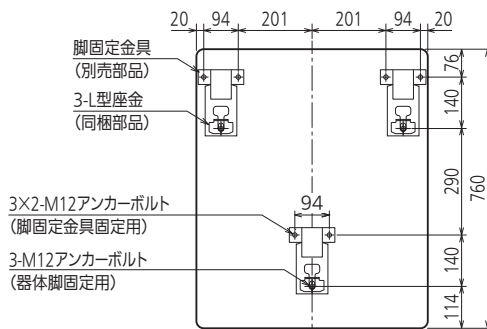 20 94 201 201 94 20
脚固定金具
(別売部品)
3-L型座金
(同梱部品)
3×2-M12アンカーボルト
(脚固定金具固定用)
3-M12アンカーボルト
(器体脚固定用)
94
76
140
290
760
140
114